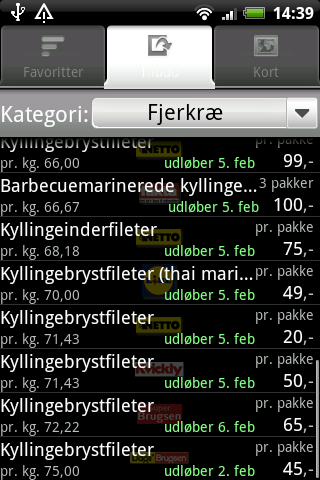 14:39
Favoritter
Tilbud
Kort
Kategori: Fjerkræ
Kyllingebrystfileter pr. pakke
NETTO
pr. kg. 66,00 udløber 5. feb 99,-
Barbecuemarinerede kyllinge... 3 pakker
pr. kg. 66,67 udløber 5. feb 100,-
Kyllingeinderfileter pr. pakke
NETTO
pr. kg. 68,18 udløber 5. feb 75,-
Kyllingebrystfileter (thai mari... pr. pakke
pr. kg. 70,00 udløber 5. feb 49,-
Kyllingebrystfileter pr. pakke
NETTO
pr. kg. 71,43 udløber 5. feb 20,-
Kyllingebrystfileter pr. pakke
Kvickly
pr. kg. 71,43 udløber 5. feb 50,-
Kyllingebrystfileter pr. pakke
Super Brugsen
pr. kg. 72,22 udløber 6. feb 65,-
Kyllingebrystfileter pr. pakke
Brugsen
pr. kg. 75,00 udløber 2. feb 45,-